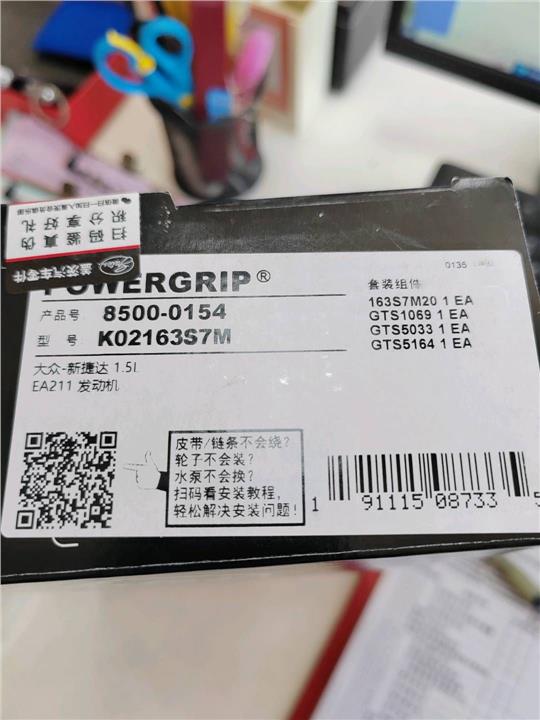 盖茨汽车零件
扫码鉴真伪
积分享好礼
POWERGRIP®
产品号 8500-0154
型 号 K02163S7M
大众-新捷达 1.5L
EA211 发动机
0135
套装组件
163S7M20 1 EA
GTS1069 1 EA
GTS5033 1 EA
GTS5164 1 EA
皮带/链条不会绕?
轮子不会装?
水泵不会换?
扫码看安装教程,
轻松解决安装问题!
1 91115 08733 5